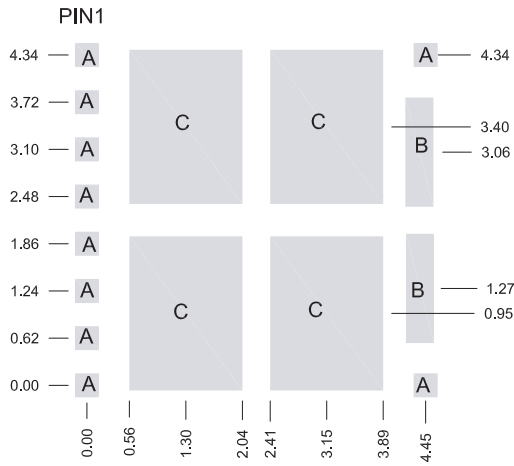 PIN1
4.34 A A 4.34
3.72 A
C C 3.40
3.10 A B 3.06
2.48 A
1.86 A
1.24 A B 1.27
C C 0.95
0.62 A
0.00 A A
0.00 0.56 1.30 2.04 2.41 3.15 3.89 4.45